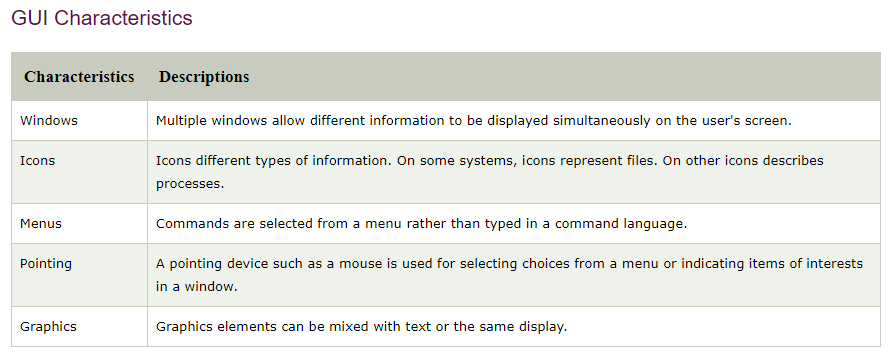 GUI Characteristics
Characteristics Descriptions
Windows Multiple windows allow different information to be displayed simultaneously on the user's screen.
Icons Icons different types of information. On some systems, icons represent files. On other icons describes
processes.
Menus Commands are selected from a menu rather than typed in a command language.
Pointing A pointing device such as a mouse is used for selecting choices from a menu or indicating items of interests
in a window.
Graphics Graphics elements can be mixed with text or the same display.